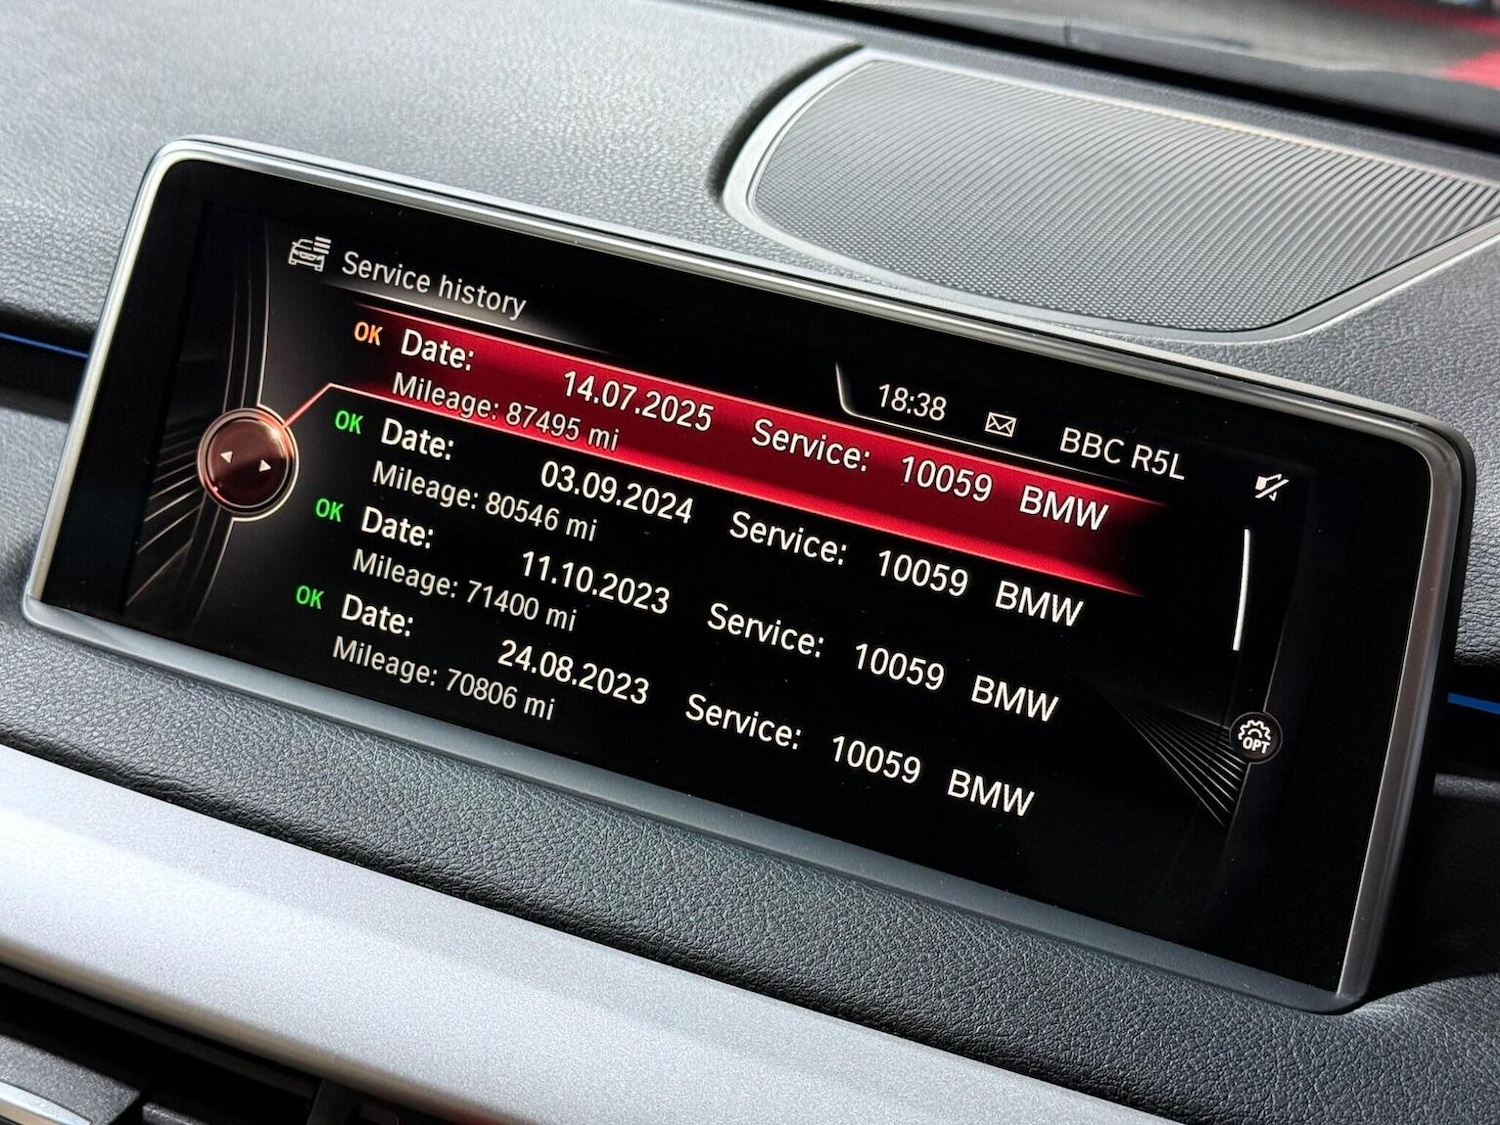 Service history
18:38 BBC R5L
OK Date: 14.07.2025 Service: 10059 BMW
Mileage: 87495 mi
OK Date: 03.09.2024 Service: 10059 BMW
Mileage: 80546 mi
OK Date: 11.10.2023 Service: 10059 BMW
Mileage: 71400 mi
OK Date: 24.08.2023 Service: 10059 BMW
Mileage: 70806 mi
OPT